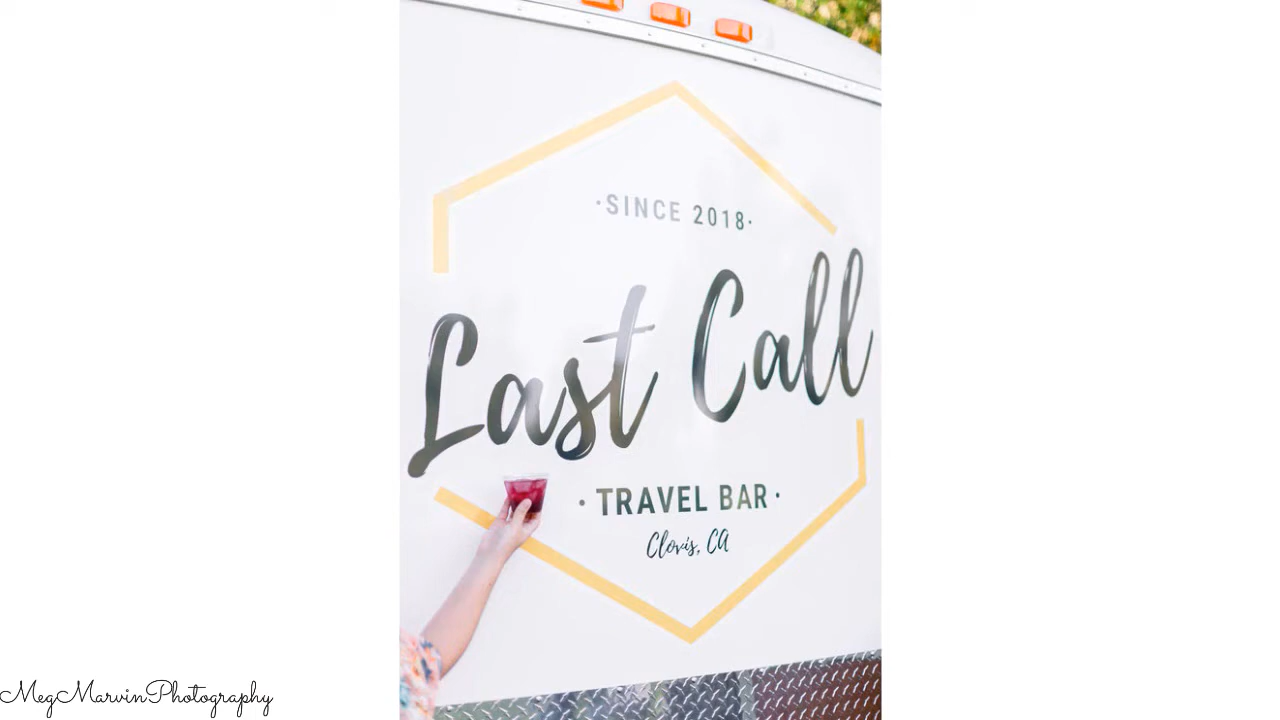 ·SINCE 2018·
Last Call
· TRAVEL BAR ·
Clovis, CA
MegMarvinPhotography